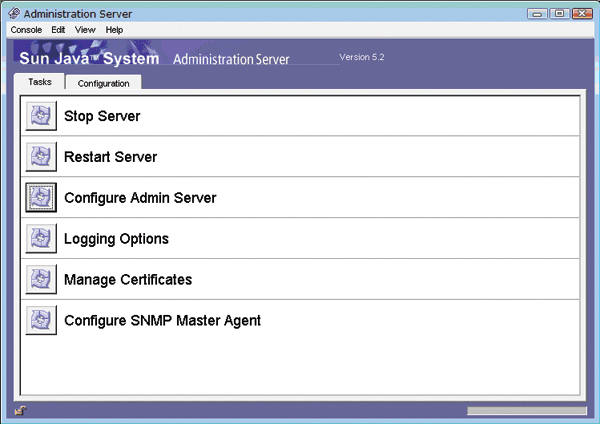 Administration Server
Console Edit View Help
Sun Java™ System Administration Server Version 5.2
Tasks Configuration
Stop Server
Restart Server
Configure Admin Server
Logging Options
Manage Certificates
Configure SNMP Master Agent